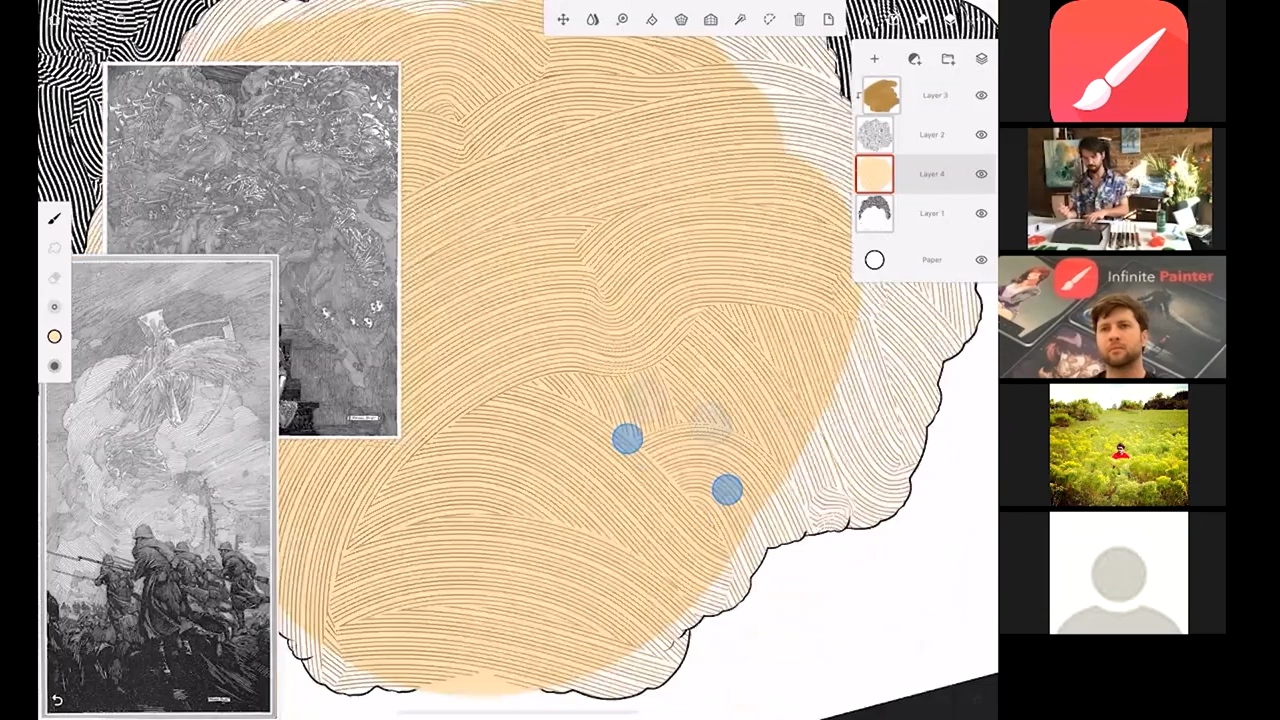 Layer 3
Layer 2
Layer 4
Layer 1
Paper
Infinite Painter